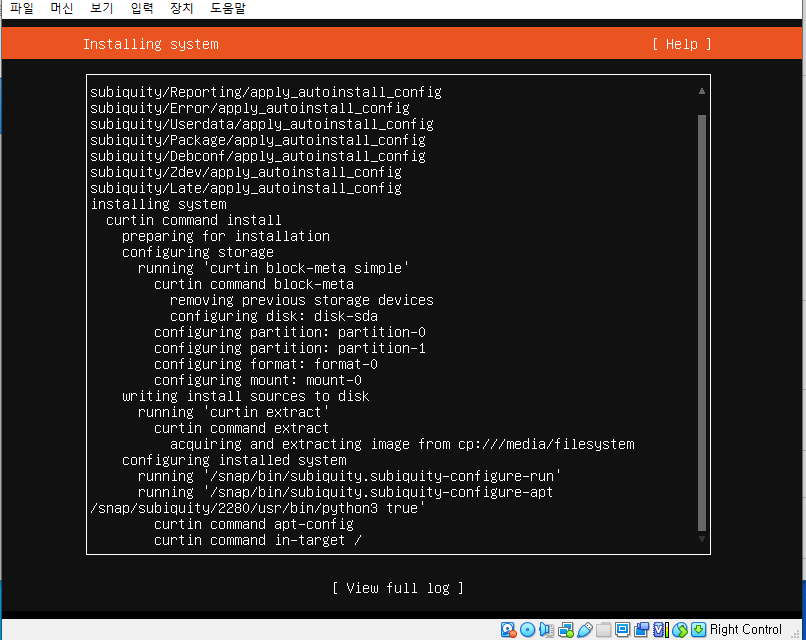 파일 머신 보기 입력 장치 도움말
Installing system [ Help ]
subiquity/Reporting/apply_autoinstall_config
subiquity/Error/apply_autoinstall_config
subiquity/Userdata/apply_autoinstall_config
subiquity/Package/apply_autoinstall_config
subiquity/Debconf/apply_autoinstall_config
subiquity/Zdev/apply_autoinstall_config
subiquity/Late/apply_autoinstall_config
installing system
curtin command install
preparing for installation
configuring storage
running 'curtin block-meta simple'
curtin command block-meta
removing previous storage devices
configuring disk: disk-sda
configuring partition: partition-0
configuring partition: partition-1
configuring format: format-0
configuring mount: mount-0
writing install sources to disk
running 'curtin extract'
curtin command extract
acquiring and extracting image from cp:///media/filesystem
configuring installed system
running '/snap/bin/subiquity.subiquity-configure-run'
running '/snap/bin/subiquity.subiquity-configure-apt
/snap/subiquity/2280/usr/bin/python3 true'
curtin command apt-config
curtin command in-target /
[ View full log ]
Right Control